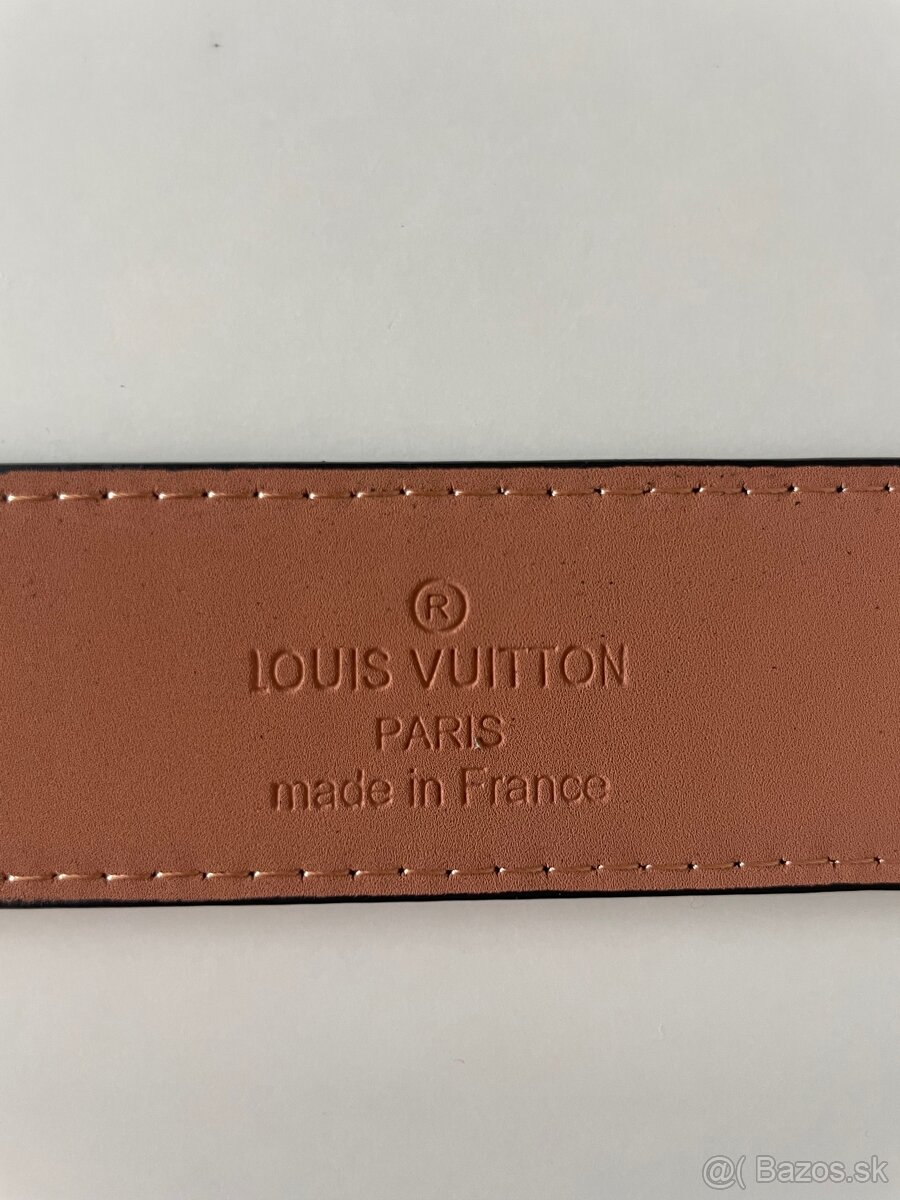 ®
LOUIS VUITTON
PARIS
made in France
@( Bazos.sk